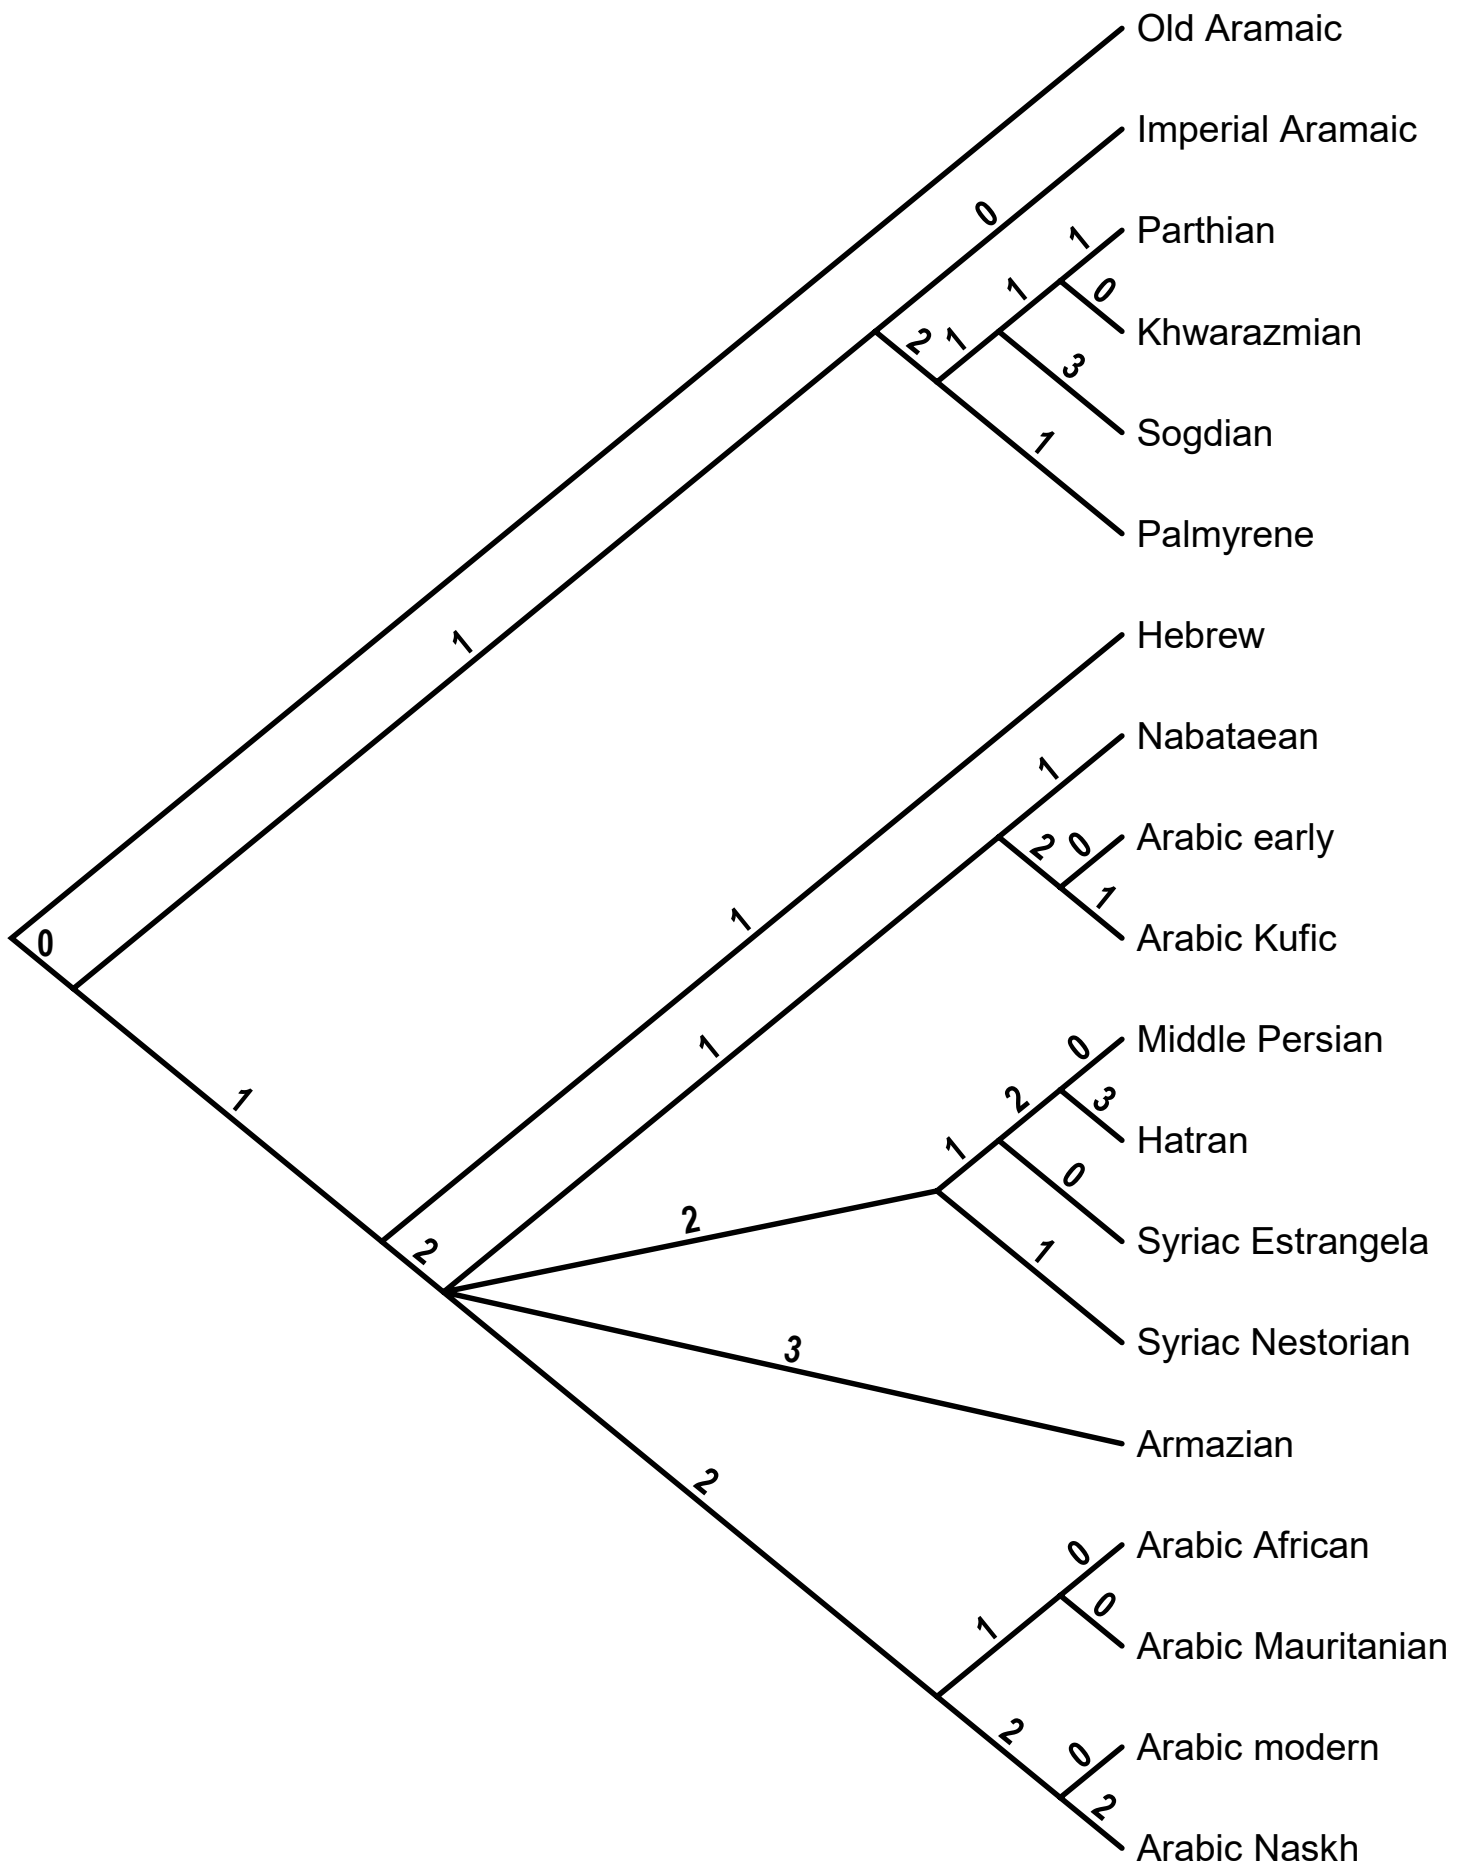 Old Aramaic
Imperial Aramaic
0
Parthian
1
1
0
Khwarazmian
2 1
3
Sogdian
1
Palmyrene
1
Hebrew
Nabataean
1
Arabic early
2 0
1
1
Arabic Kufic
0
1
Middle Persian
0
2
3
1
1
Hatran
0
2
Syriac Estrangela
2
1
Syriac Nestorian
3
Armazian
2
Arabic African
0
0
1
Arabic Mauritanian
2
0
Arabic modern
2
Arabic Naskh